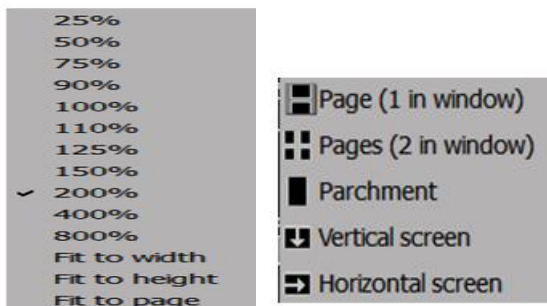 25%
50%
75%
90%
100%
110%
125%
150%
200%
400%
800%
Fit to width
Fit to height
Fit to page
Page (1 in window)
Pages (2 in window)
Parchment
Vertical screen
Horizontal screen